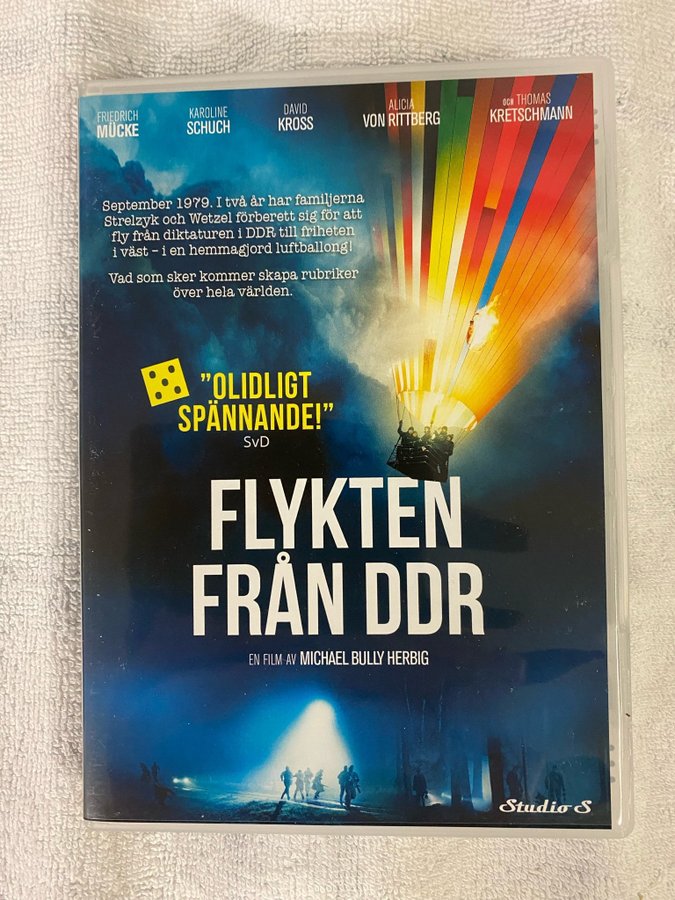 FRIEDRICH
MÜCKE
KAROLINE
SCHUCH
DAVID
KROSS
ALICIA
VON RITTBERG
OCH THOMAS
KRETSCHMANN
September 1979. I två år har familjerna
Strelzyk och Wetzel förberett sig för att
fly från diktaturen i DDR till friheten
i väst – i en hemmagjord luftballong!
Vad som sker kommer skapa rubriker
över hela världen.
"OLIDLIGT
SPÄNNANDE!"
SvD
FLYKTEN
FRÅN DDR
EN FILM AV MICHAEL BULLY HERBIG
Studio S